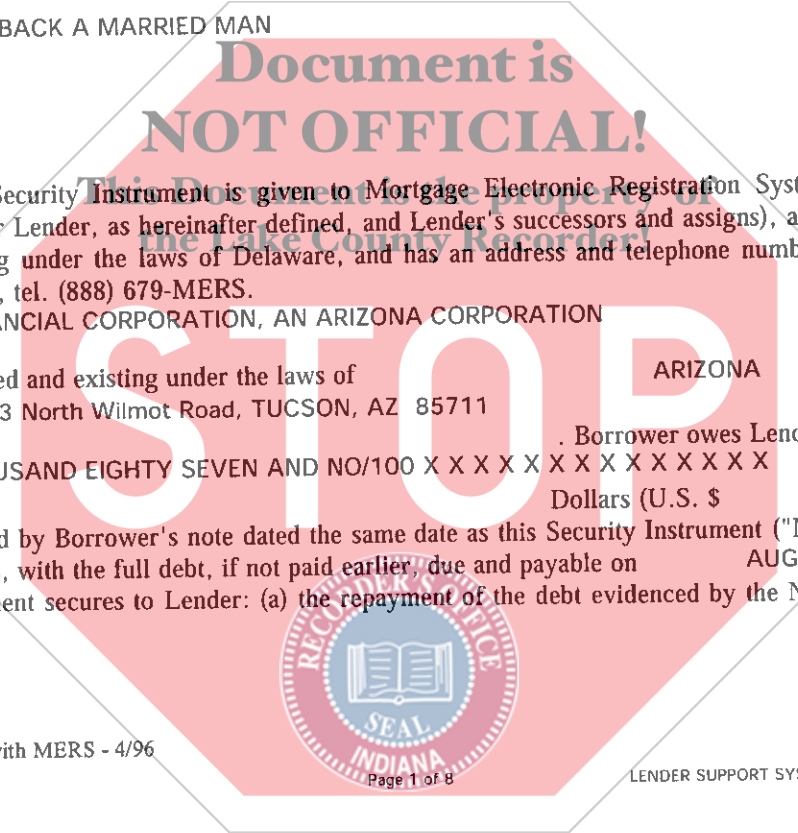 BACK A MARRIED MAN
Document is
NOT OFFICIAL!
This Document is the property of
the Lake County Recorder!
Security Instrument is given to Mortgage Electronic Registration Syst
r Lender, as hereinafter defined, and Lender's successors and assigns), a
g under the laws of Delaware, and has an address and telephone numb
, tel. (888) 679-MERS.
ANCIAL CORPORATION, AN ARIZONA CORPORATION
ed and existing under the laws of ARIZONA
3 North Wilmot Road, TUCSON, AZ 85711
. Borrower owes Lend
USAND EIGHTY SEVEN AND NO/100 X X X X X X X X X X X X X X
Dollars (U.S. $
d by Borrower's note dated the same date as this Security Instrument ("N
, with the full debt, if not paid earlier, due and payable on AUG
ent secures to Lender: (a) the repayment of the debt evidenced by the N
STOP
RECORDER'S OFFICE
SEAL
INDIANA
with MERS - 4/96
Page 1 of 8
LENDER SUPPORT SYS